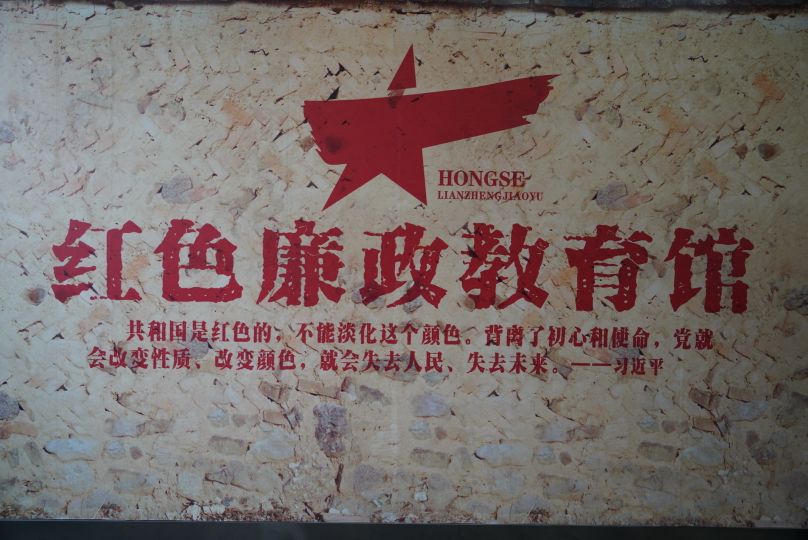 HONGSE
LIANZHENGJIAOYU
红色廉政教育馆
共和国是红色的，不能淡化这个颜色。背离了初心和使命，党就
会改变性质、改变颜色，就会失去人民、失去未来。——习近平